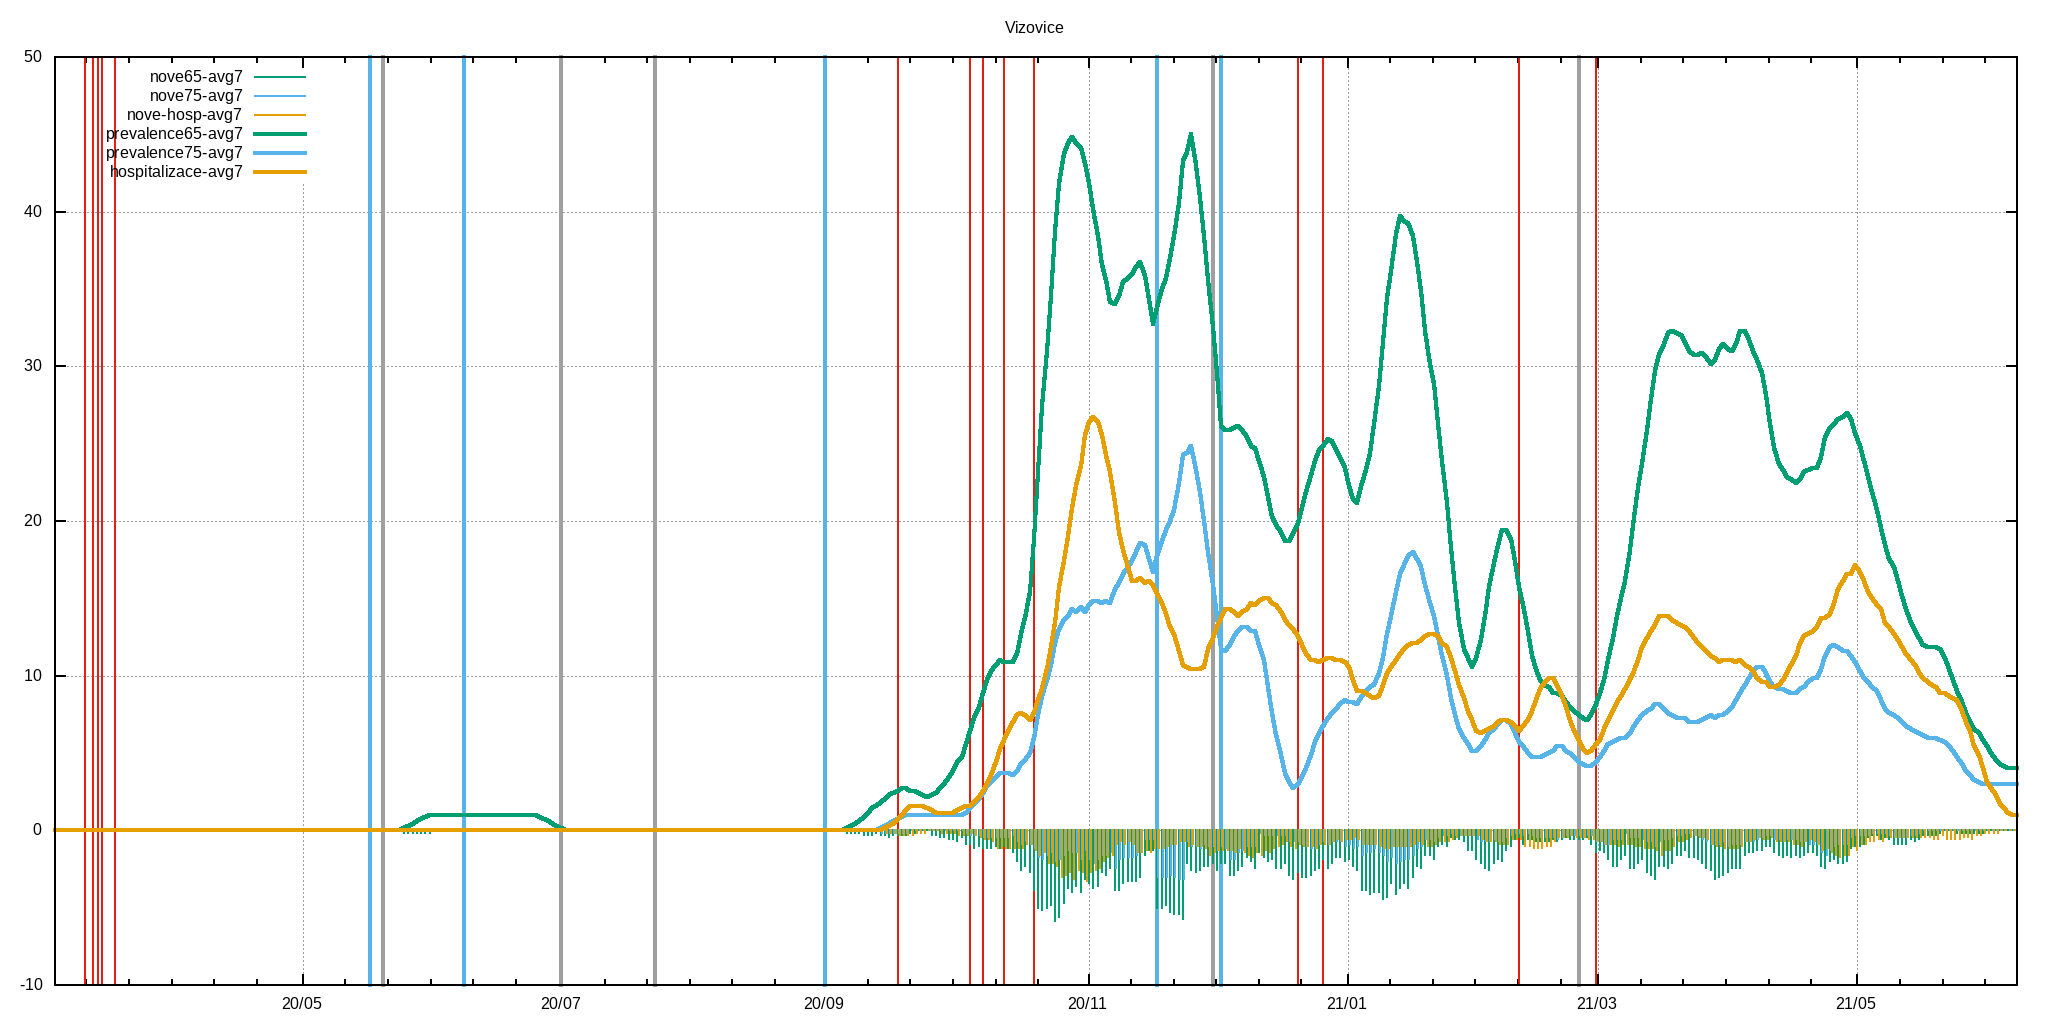 Vizovice
50
nove65-avg7
nove75-avg7
nove-hosp-avg7
prevalence65-avg7
prevalence75-avg7
hospitalizace-avg7
40
30
20
10
0
-10
20/05 20/07 20/09 20/11 21/01 21/03 21/05